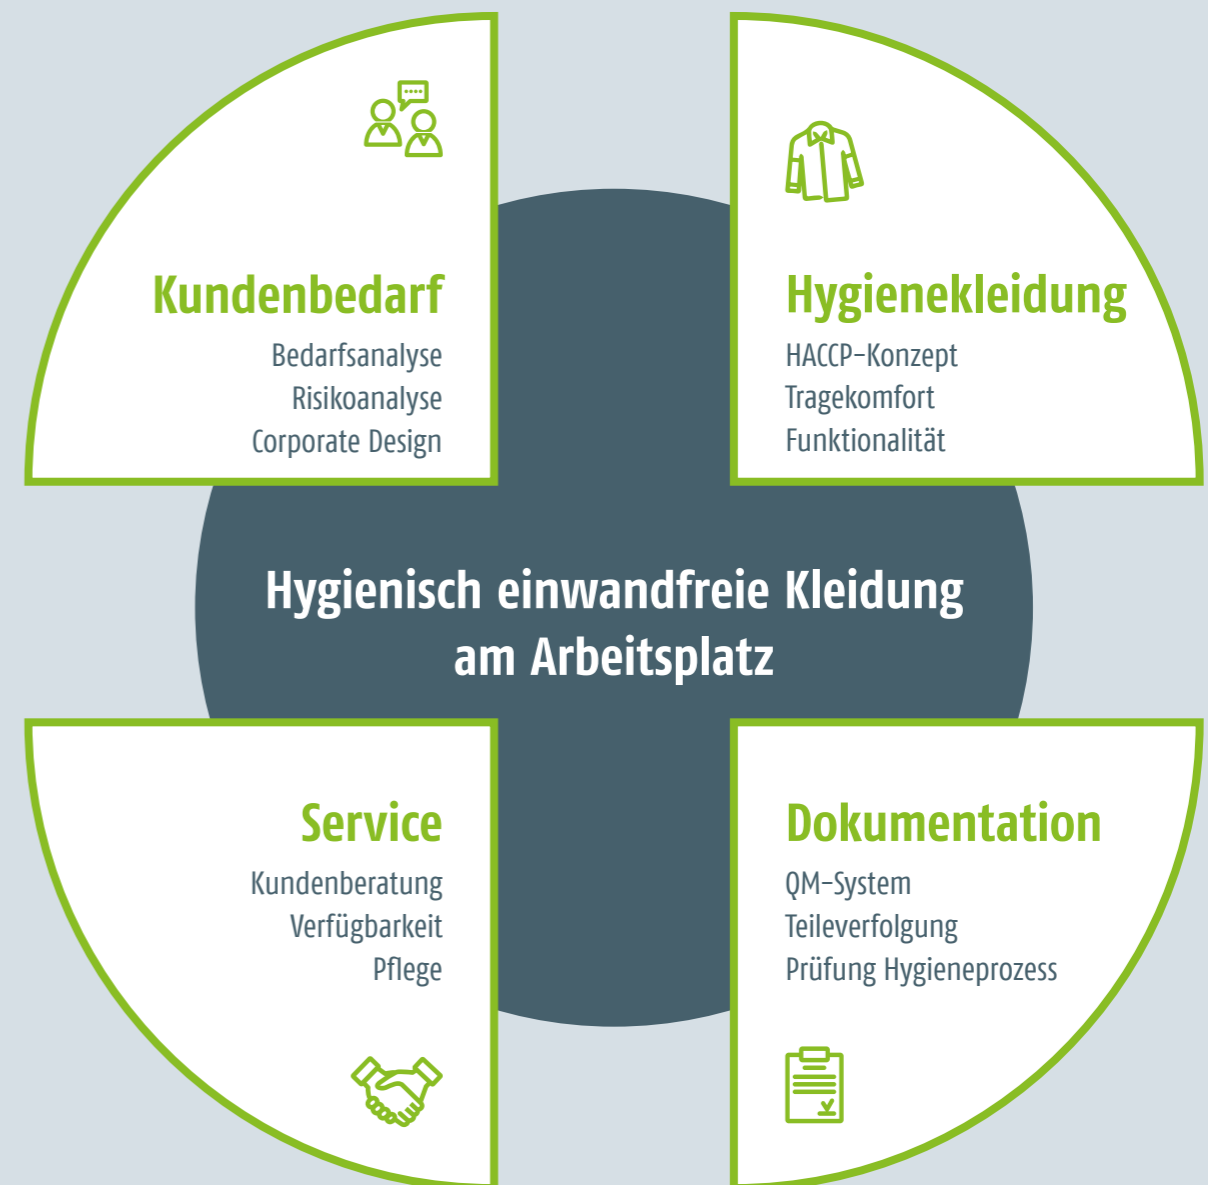 Kundenbedarf
Bedarfsanalyse
Risikoanalyse
Corporate Design
Hygienekleidung
HACCP-Konzept
Tragekomfort
Funktionalität
Hygienisch einwandfreie Kleidung
am Arbeitsplatz
Service
Kundenberatung
Verfügbarkeit
Pflege
Dokumentation
QM-System
Teileverfolgung
Prüfung Hygieneprozess